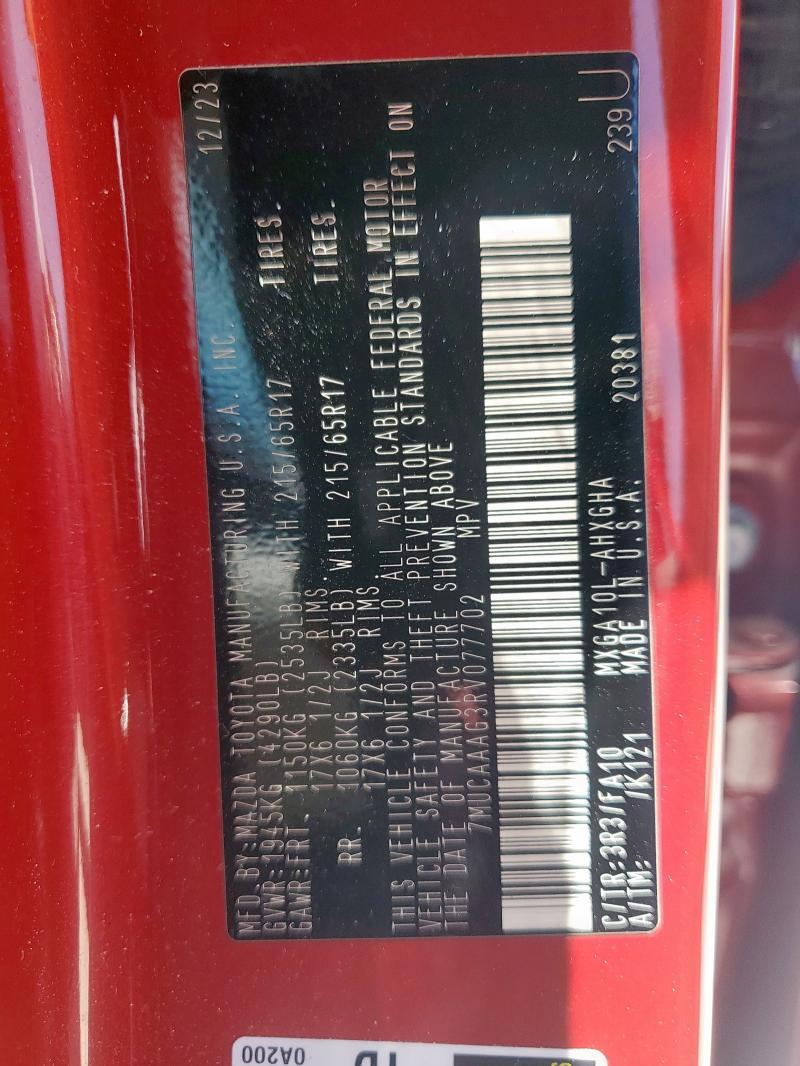 MFD. BY:MAZDA TOYOTA MANUFACTURING U.S.A. INC. 12/23
GVWR:1945KG (4290LB)
GAWR:FRT. 1150KG (2535LB) WITH 215/65R17 TIRES.
17X6 1/2J RIMS.
RR. 1060KG (2335LB) WITH 215/65R17 TIRES.
17X6 1/2J RIMS.
THIS VEHICLE CONFORMS TO ALL APPLICABLE FEDERAL MOTOR
VEHICLE SAFETY AND THEFT PREVENTION STANDARDS IN EFFECT ON
THE DATE OF MANUFACTURE SHOWN ABOVE
7MUCAAAG3RV077702 MPV
C/TR:3R3/FA10 MXGA10L-AHXGHA 20381 239 U
A/TM: /K121 MADE IN U.S.A.
0A200